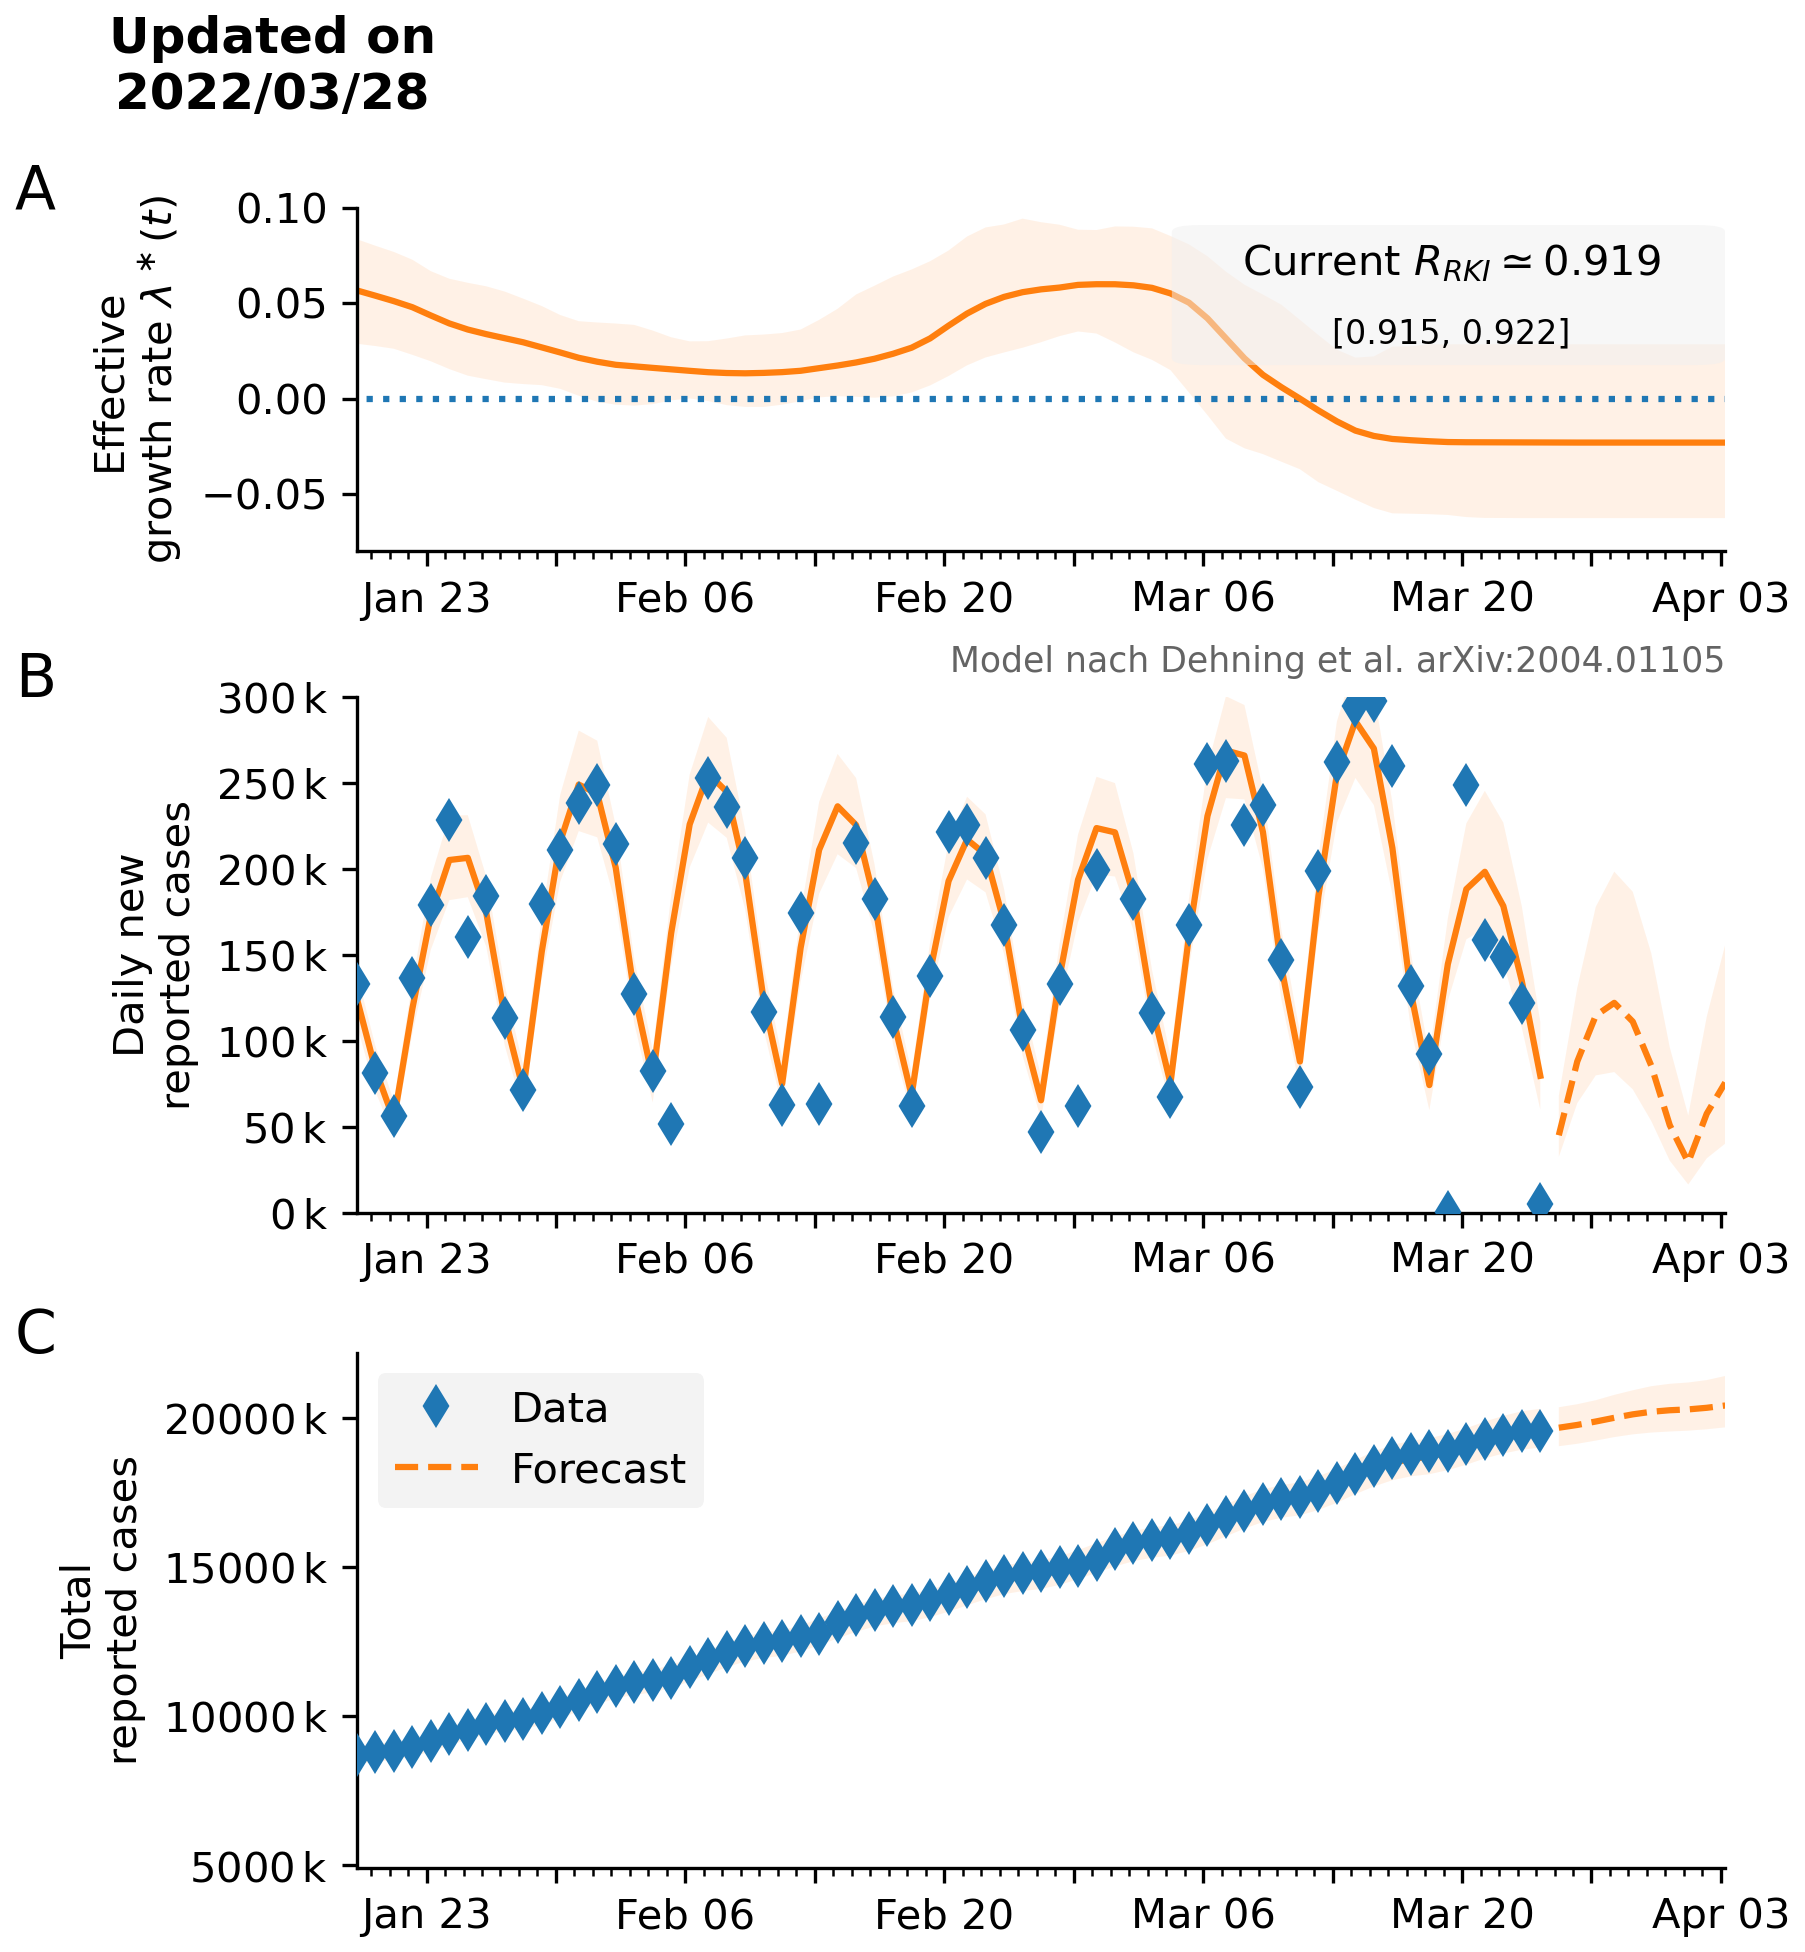 Updated on
2022/03/28
A
Effective
growth rate λ * (t)
0.10
0.05
0.00
−0.05
Current R_RKI ≃ 0.919
[0.915, 0.922]
Jan 23 Feb 06 Feb 20 Mar 06 Mar 20 Apr 03
Model nach Dehning et al. arXiv:2004.01105
B
Daily new
reported cases
300 k
250 k
200 k
150 k
100 k
50 k
0 k
Jan 23 Feb 06 Feb 20 Mar 06 Mar 20 Apr 03
C
Total
reported cases
20000 k
15000 k
10000 k
5000 k
Data
Forecast
Jan 23 Feb 06 Feb 20 Mar 06 Mar 20 Apr 03